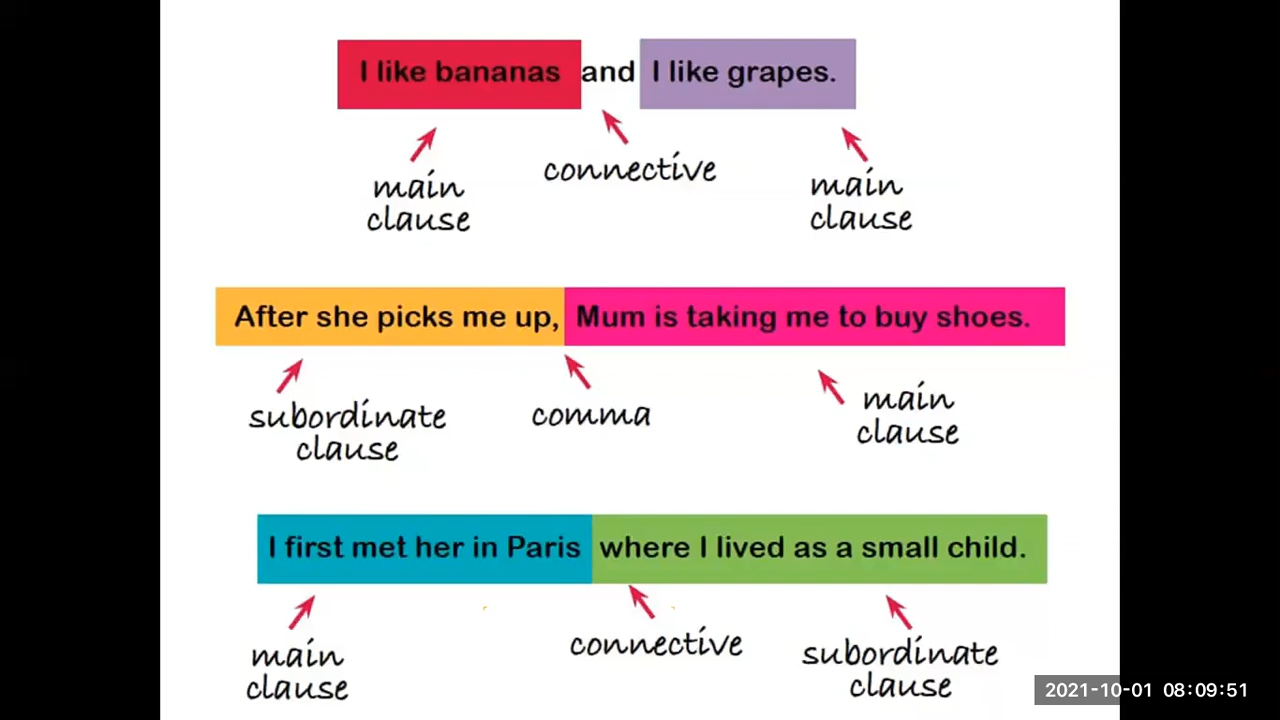 I like bananas and I like grapes.
main clause
connective
main clause
After she picks me up, Mum is taking me to buy shoes.
subordinate clause
comma
main clause
I first met her in Paris where I lived as a small child.
main clause
connective
subordinate clause
2021-10-01 08:09:51